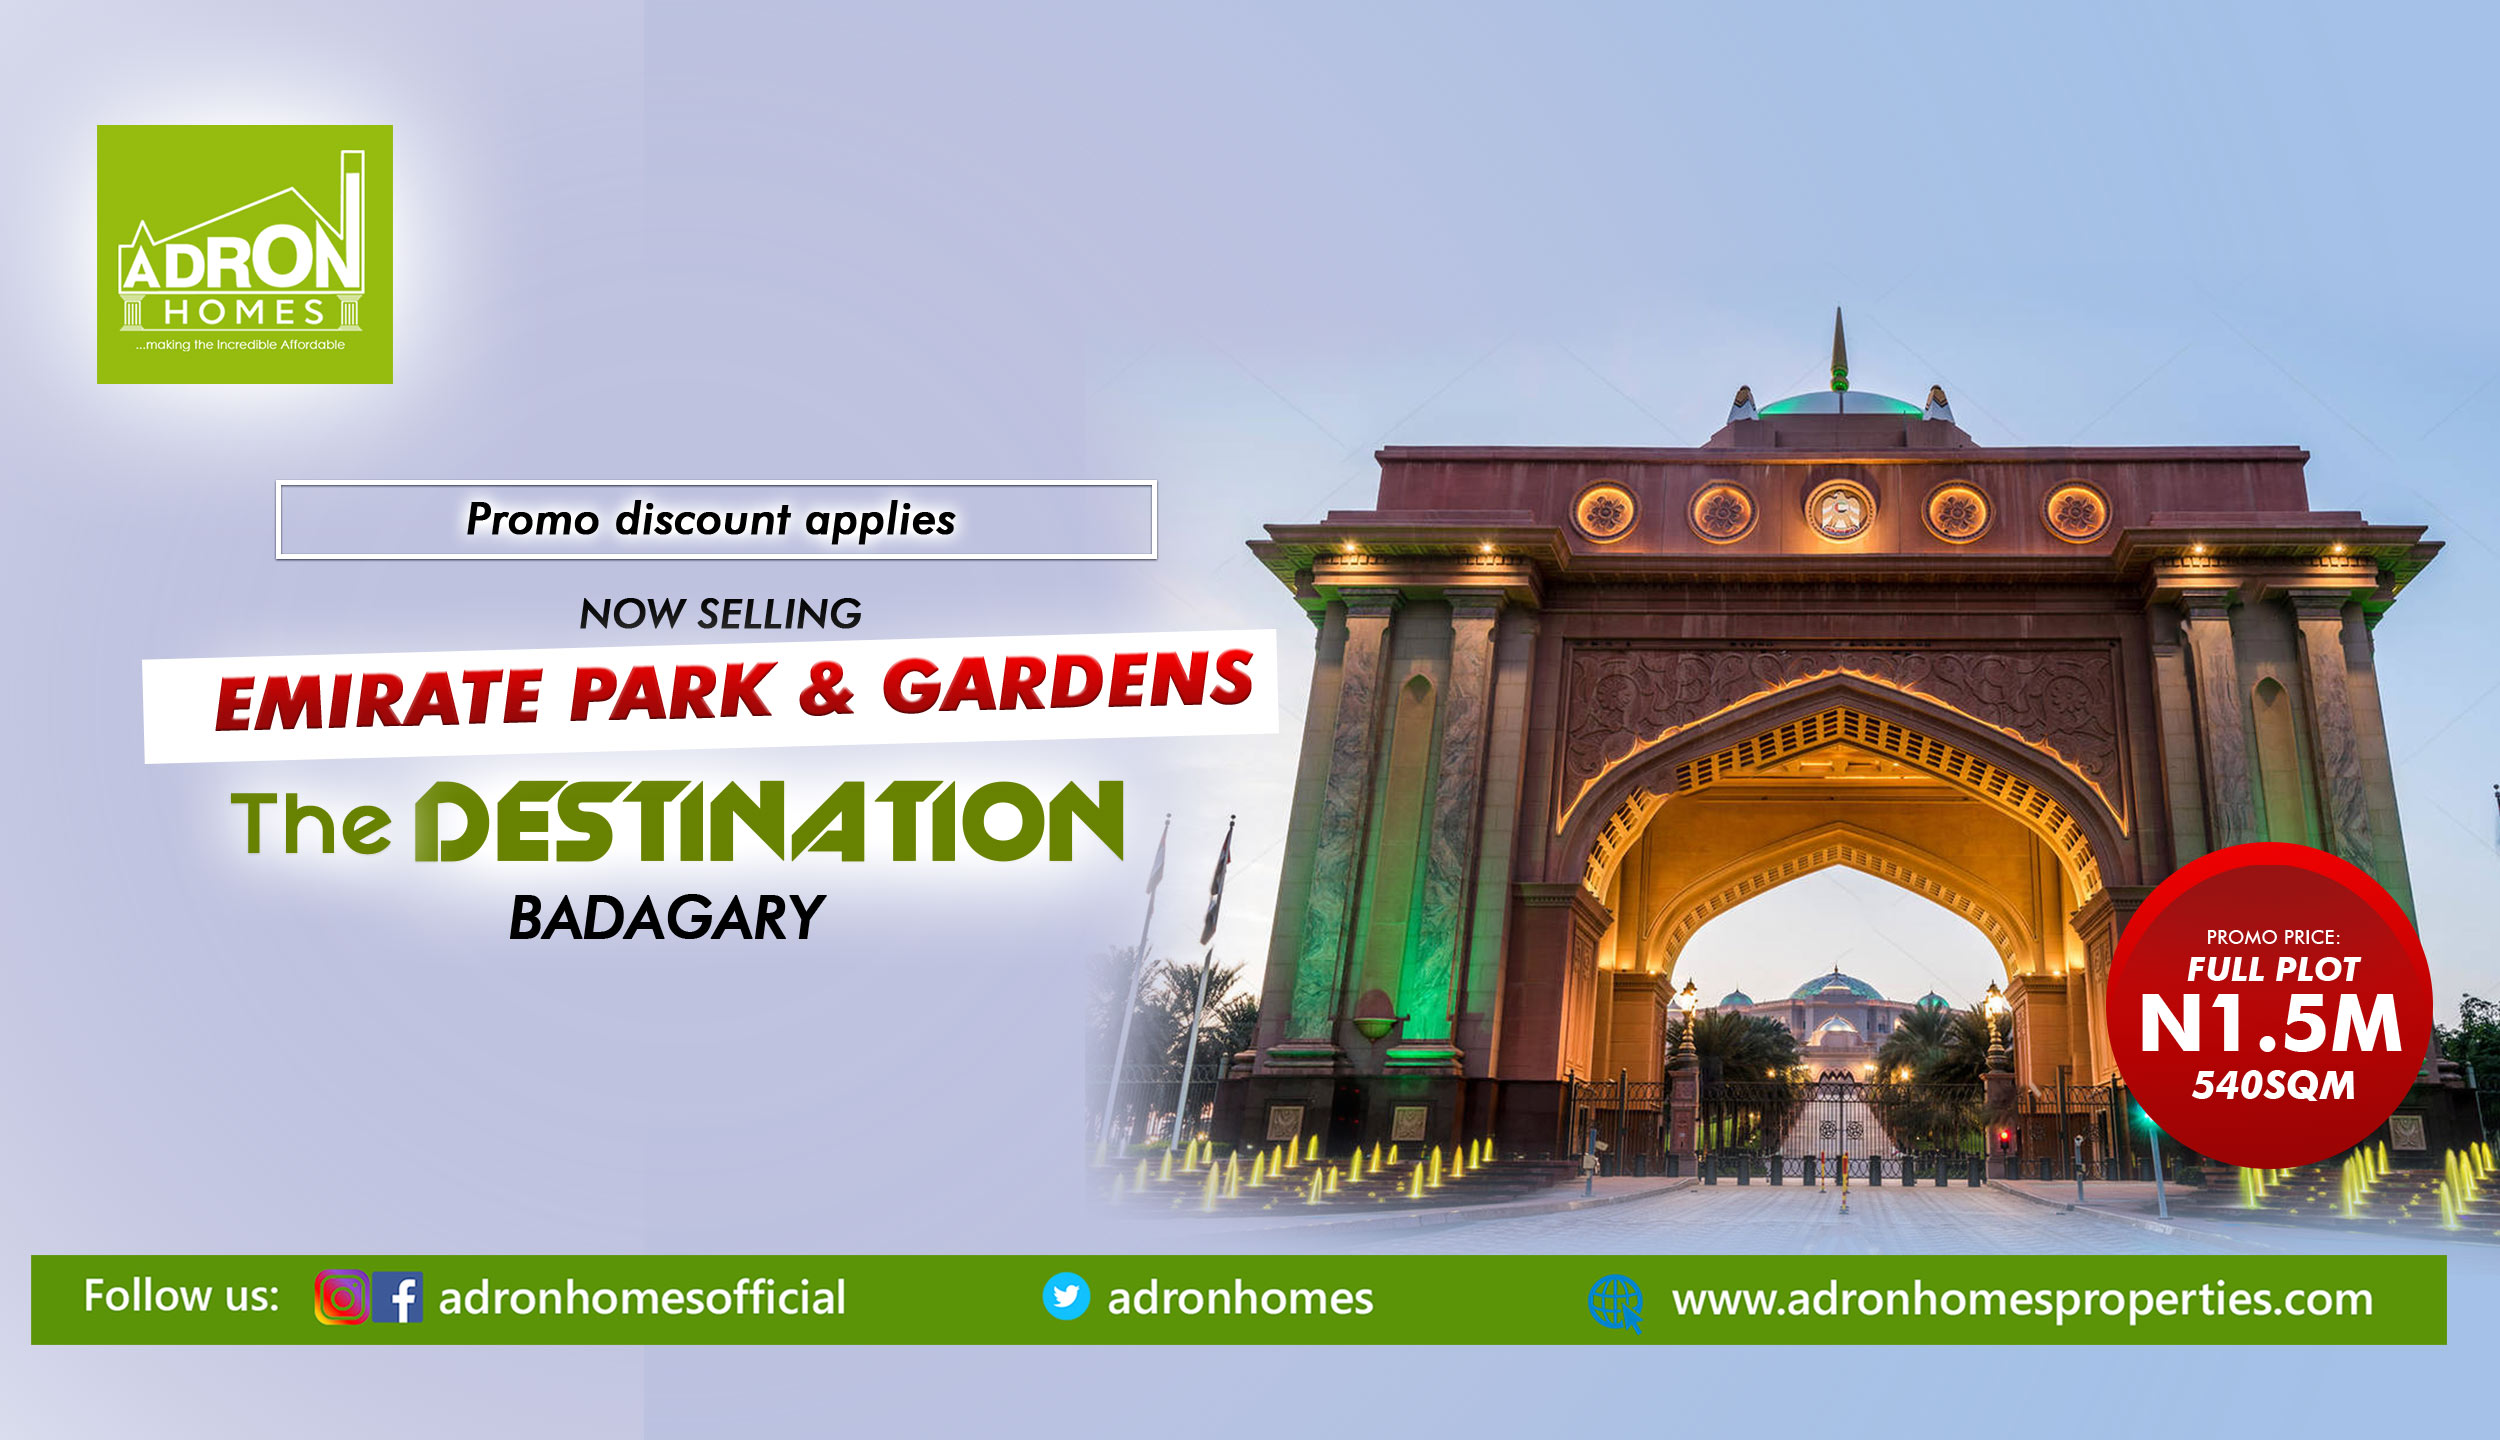 ADRON
HOMES
...making the Incredible Affordable
Promo discount applies
NOW SELLING
EMIRATE PARK & GARDENS
The DESTINATION
BADAGARY
PROMO PRICE:
FULL PLOT
N1.5M
540SQM
Follow us: adronhomesofficial adronhomes www.adronhomesproperties.com